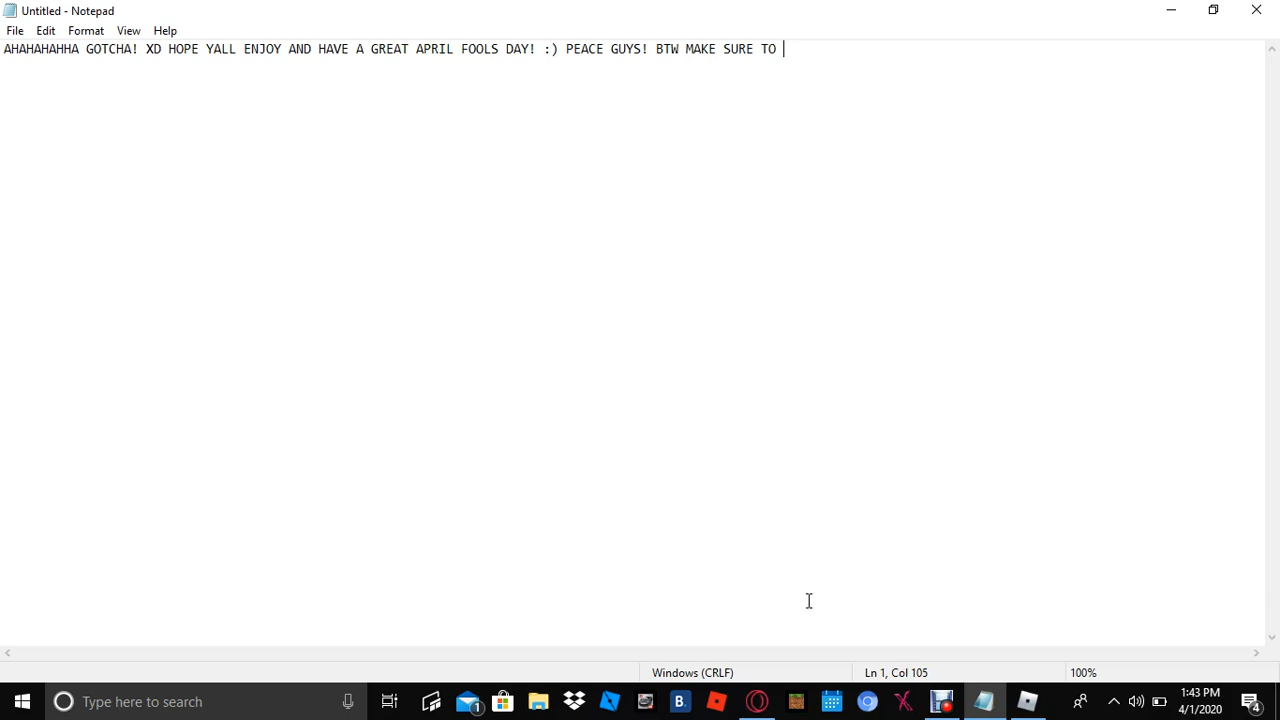 Untitled - Notepad
File Edit Format View Help
AHAHAHAHHA GOTCHA! XD HOPE YALL ENJOY AND HAVE A GREAT APRIL FOOLS DAY! :) PEACE GUYS! BTW MAKE SURE TO
Windows (CRLF) Ln 1, Col 105 100%
Type here to search 1 B. 1:43 PM 4
4/1/2020